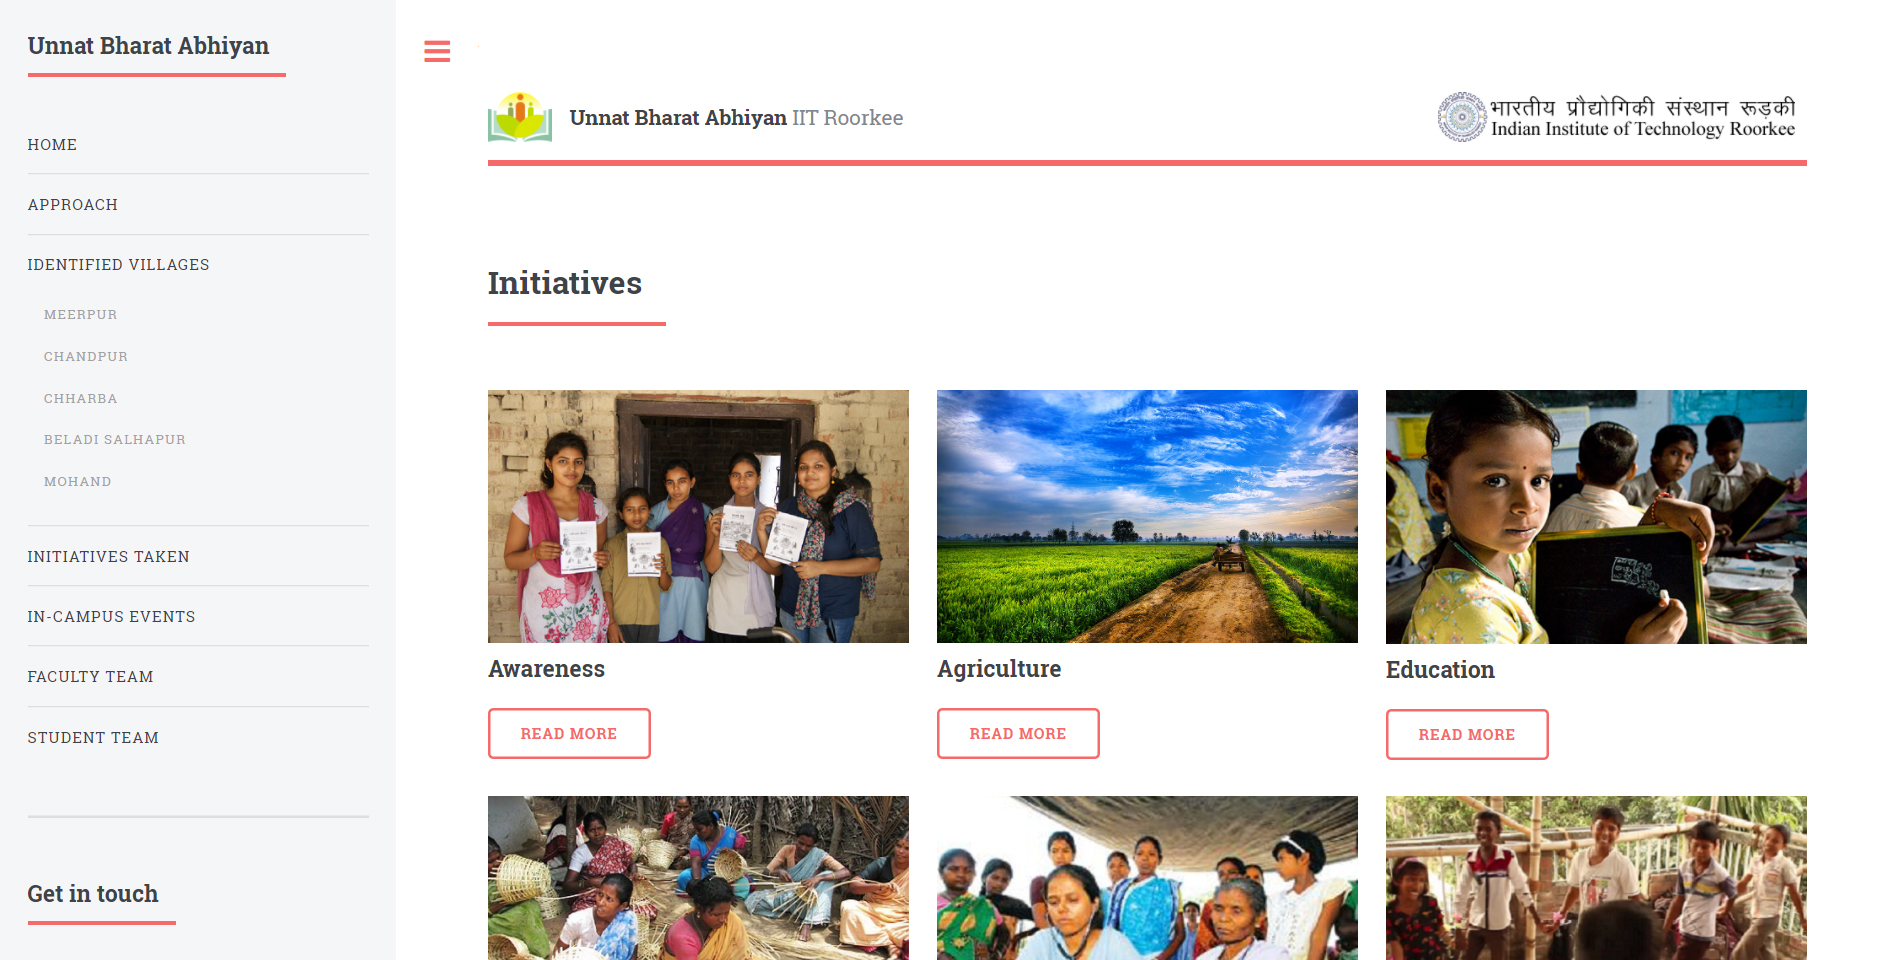 Unnat Bharat Abhiyan
HOME
APPROACH
IDENTIFIED VILLAGES
MEERPUR
CHANDPUR
CHHARBA
BELADI SALHAPUR
MOHAND
INITIATIVES TAKEN
IN-CAMPUS EVENTS
FACULTY TEAM
STUDENT TEAM
Get in touch
Unnat Bharat Abhiyan IIT Roorkee
भारतीय प्रौद्योगिकी संस्थान रूड़की
Indian Institute of Technology Roorkee
Initiatives
Awareness
READ MORE
Agriculture
READ MORE
Education
READ MORE